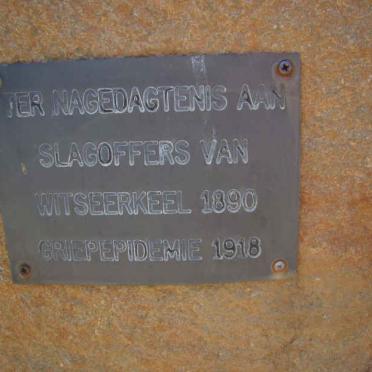 TER NAGEDAGTENIS AAN
SLAGOFFERS VAN
WITSEERKEEL 1890
GRIEPEPIDEMIE 1918